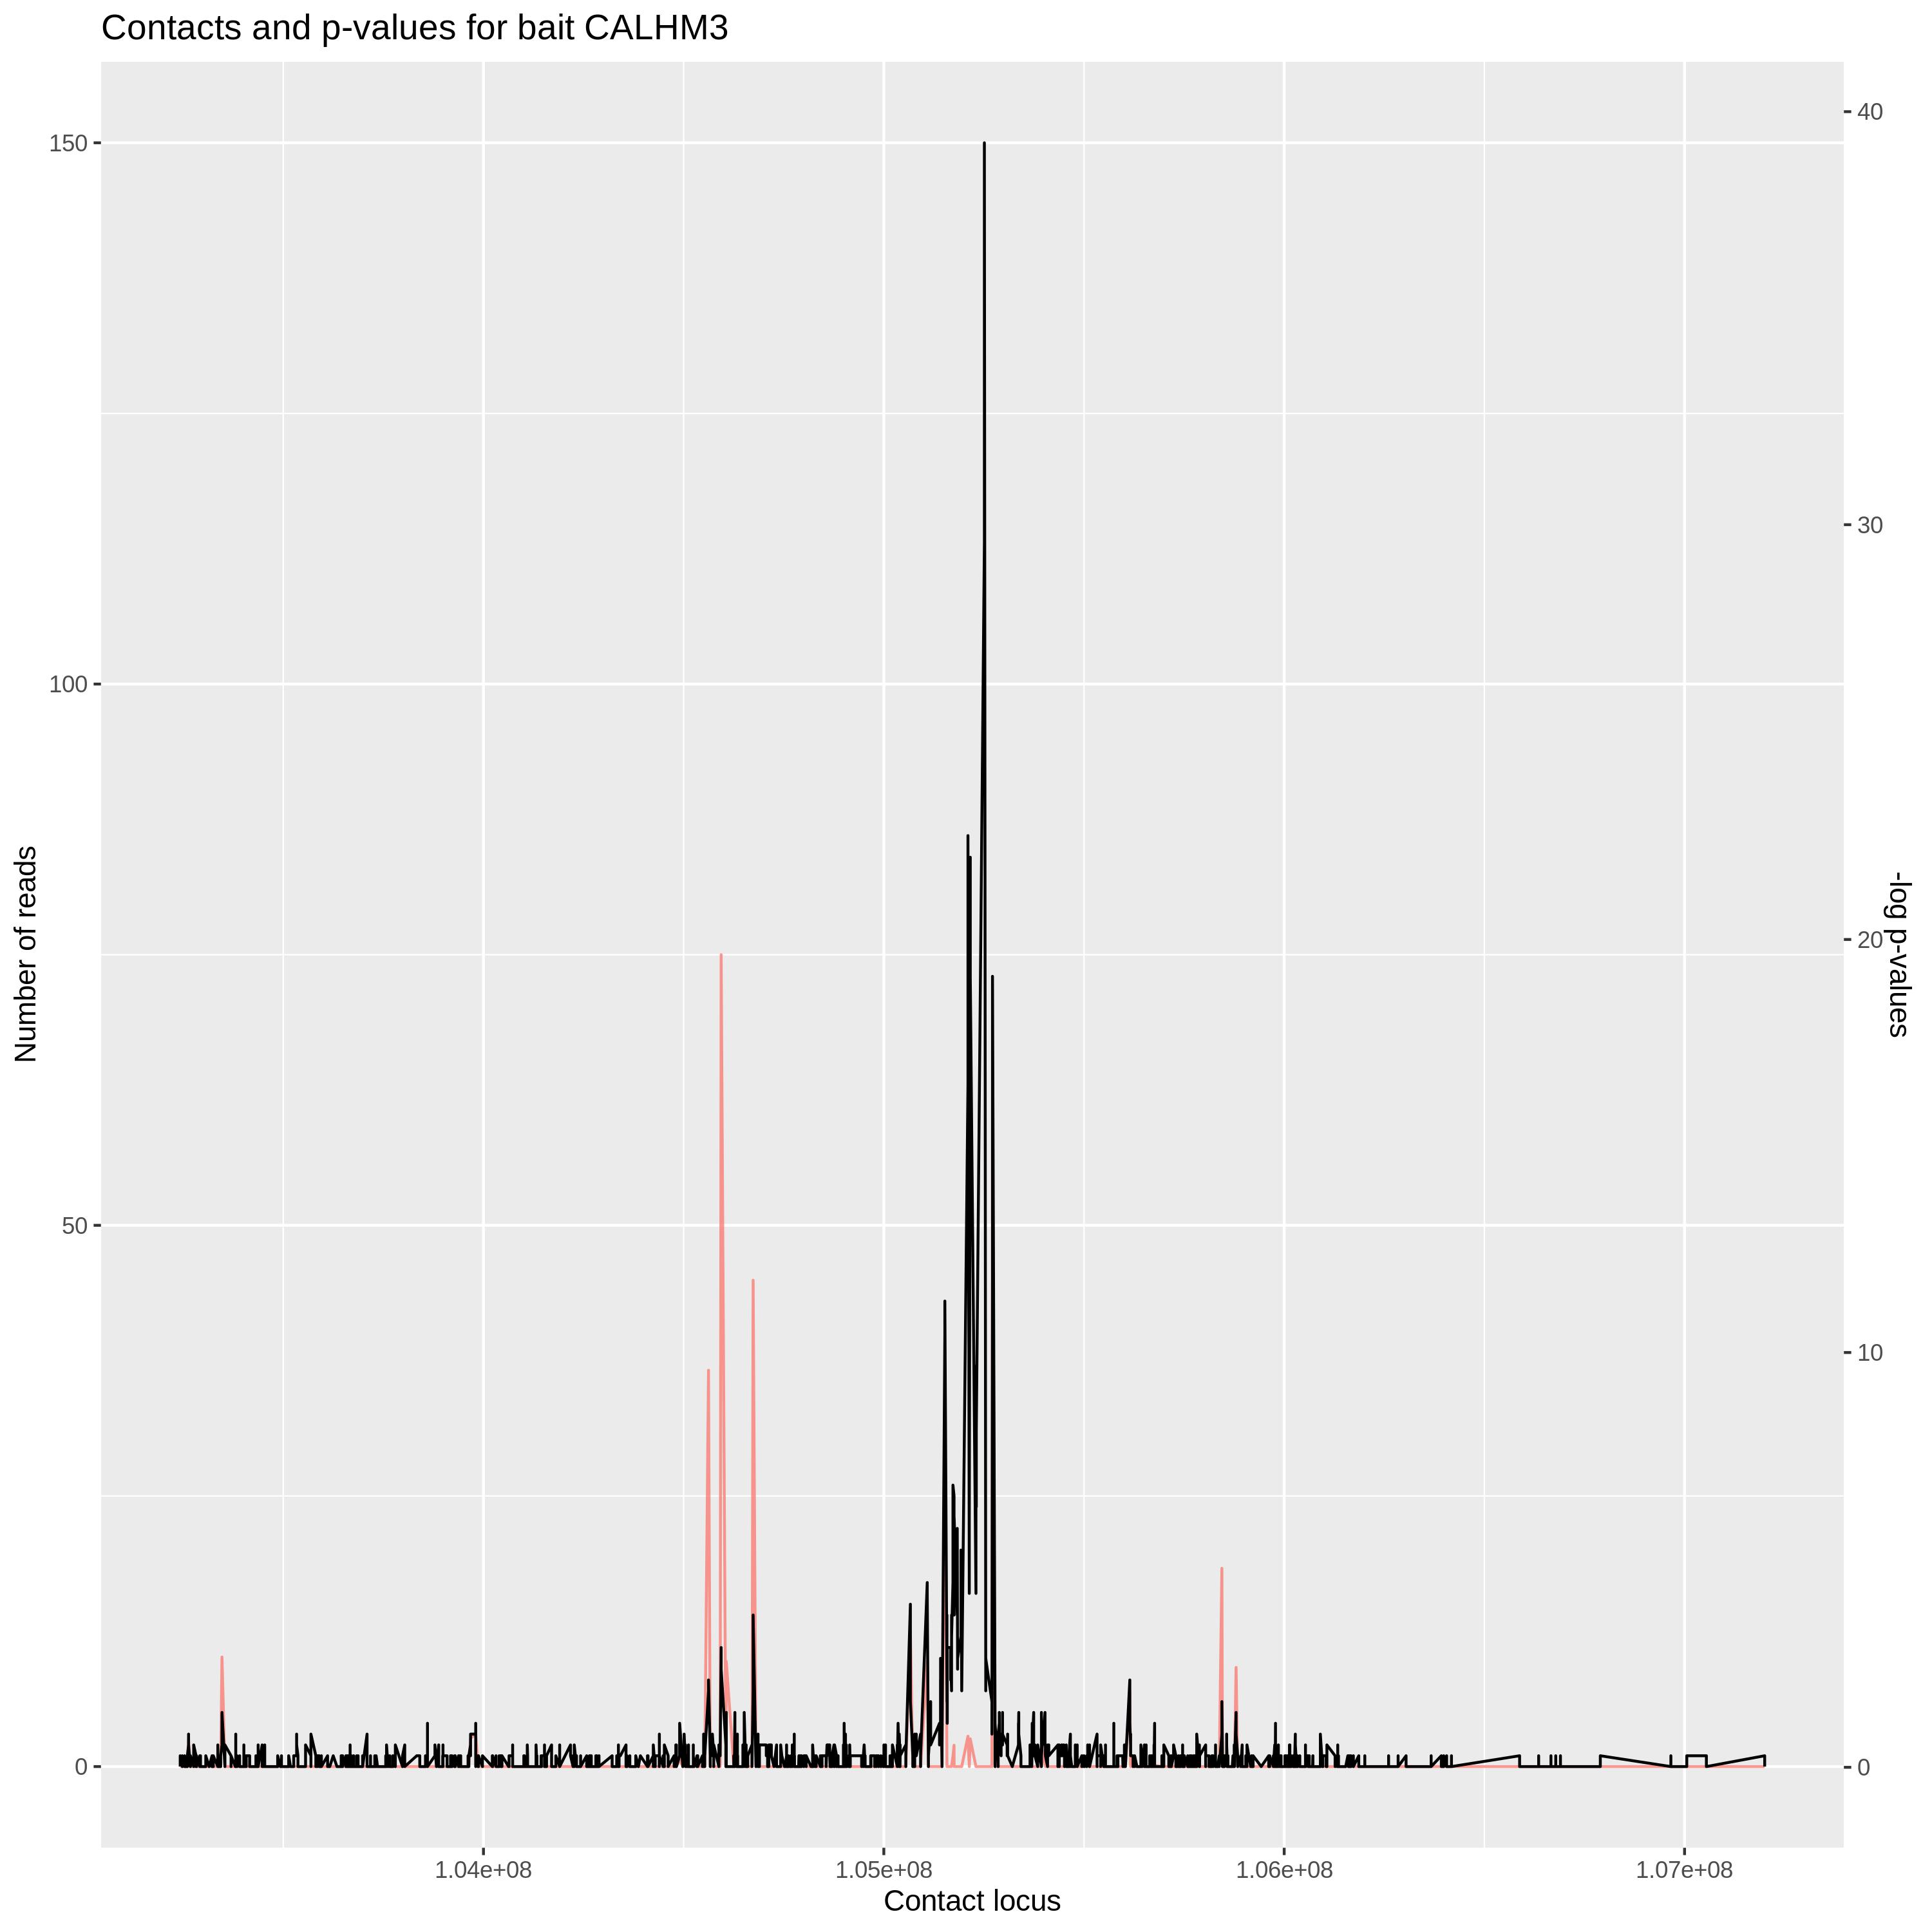 Contacts and p-values for bait CALHM3
150
100
50
0
Number of reads
40
30
20
10
0
-log p-values
1.04e+08
1.05e+08
1.06e+08
1.07e+08
Contact locus